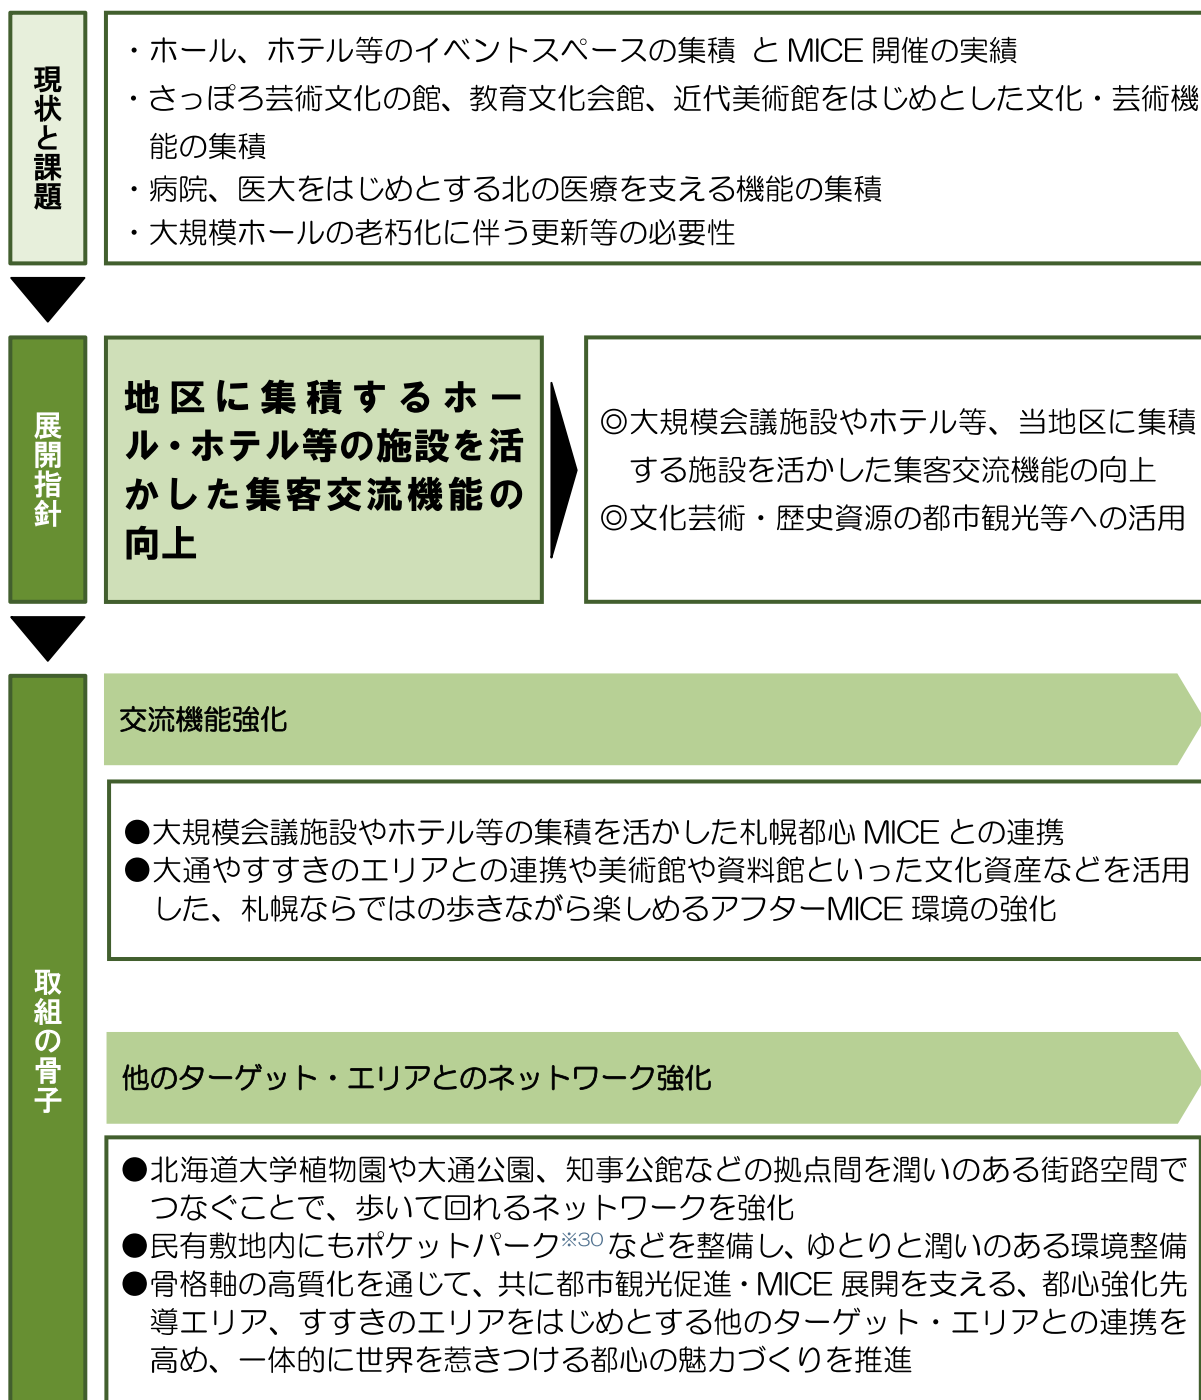 現状と課題
・ホール、ホテル等のイベントスペースの集積 と MICE 開催の実績
・さっぽろ芸術文化の館、教育文化会館、近代美術館をはじめとした文化・芸術機
能の集積
・病院、医大をはじめとする北の医療を支える機能の集積
・大規模ホールの老朽化に伴う更新等の必要性
展開指針
地区に集積するホー
ル・ホテル等の施設を活
かした集客交流機能の
向上
◎大規模会議施設やホテル等、当地区に集積
する施設を活かした集客交流機能の向上
◎文化芸術・歴史資源の都市観光等への活用
取組の骨子
交流機能強化
●大規模会議施設やホテル等の集積を活かした札幌都心 MICE との連携
●大通やすすきのエリアとの連携や美術館や資料館といった文化資産などを活用
した、札幌ならではの歩きながら楽しめるアフターMICE 環境の強化
他のターゲット・エリアとのネットワーク強化
●北海道大学植物園や大通公園、知事公館などの拠点間を潤いのある街路空間で
つなぐことで、歩いて回れるネットワークを強化
●民有敷地内にもポケットパーク※30 などを整備し、ゆとりと潤いのある環境整備
●骨格軸の高質化を通じて、共に都市観光促進・MICE 展開を支える、都心強化先
導エリア、すすきのエリアをはじめとする他のターゲット・エリアとの連携を
高め、一体的に世界を惹きつける都心の魅力づくりを推進